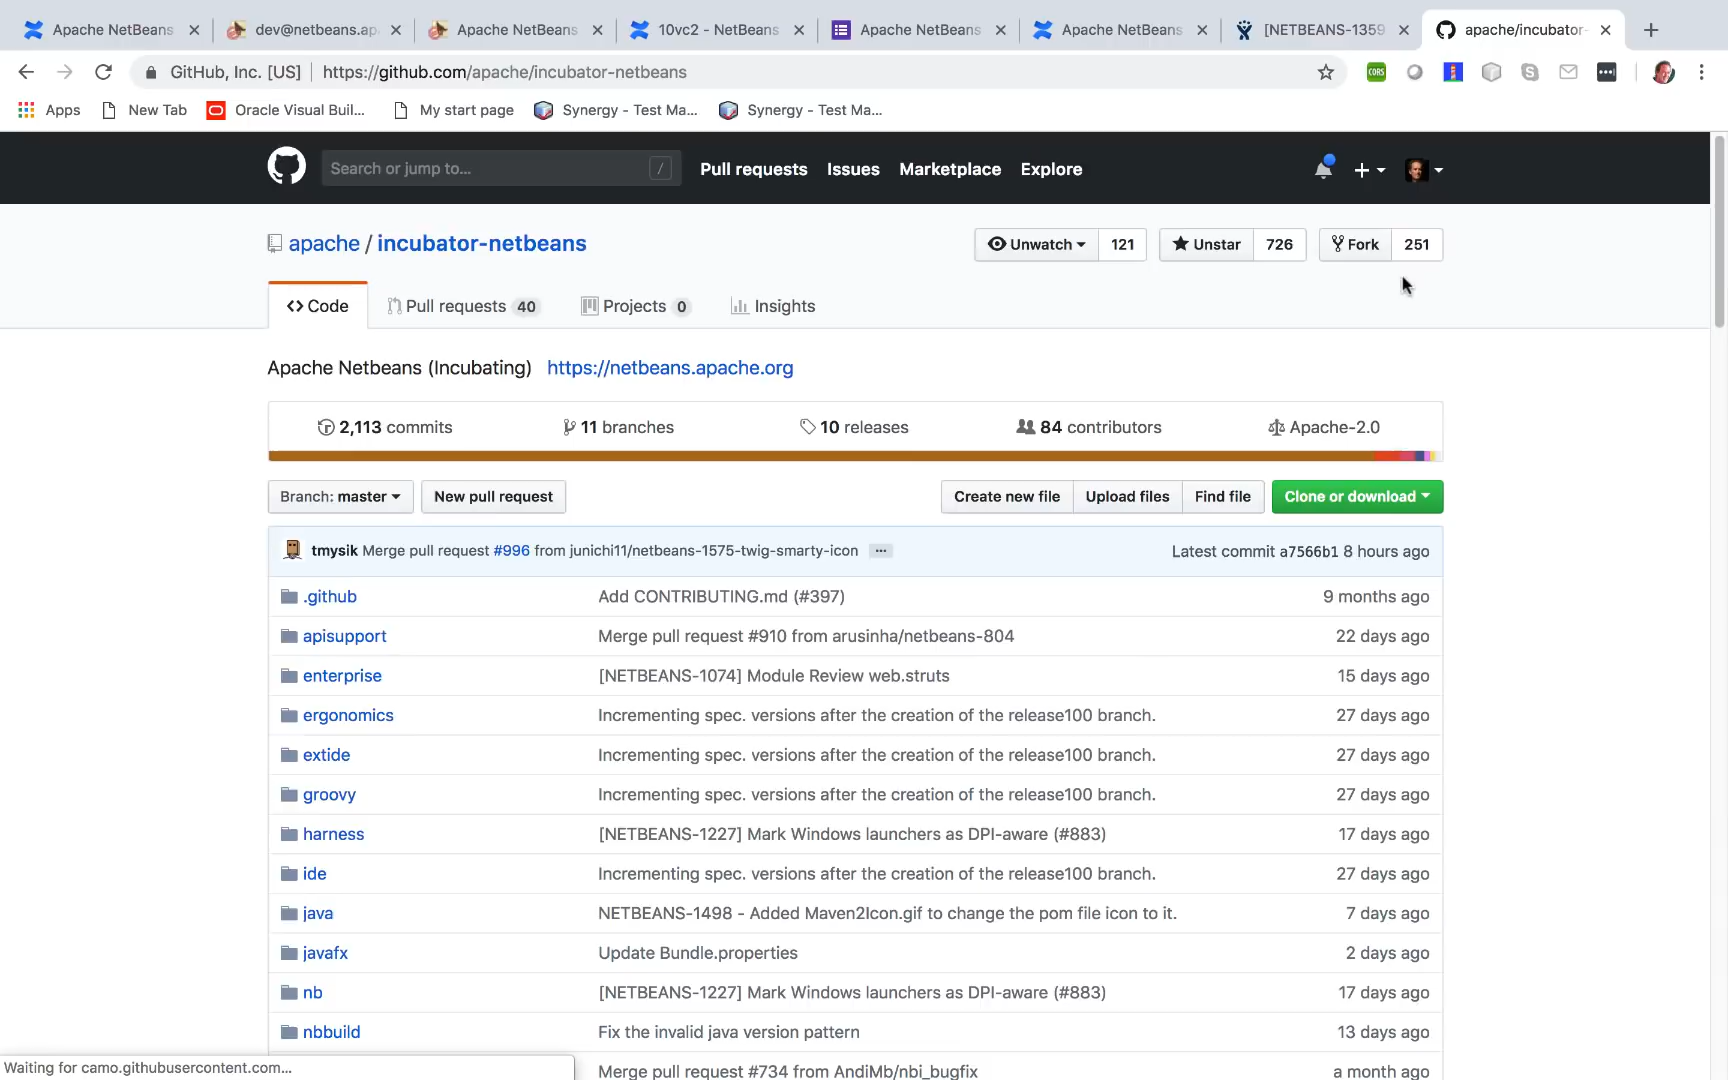 Apache NetBeans
dev@netbeans.ap
Apache NetBeans
10vc2 - NetBeans
Apache NetBeans
Apache NetBeans
[NETBEANS-1359
apache/incubator-
GitHub, Inc. [US] | https://github.com/apache/incubator-netbeans
CORS
Apps
New Tab
Oracle Visual Buil...
My start page
Synergy - Test Ma...
Synergy - Test Ma...
Search or jump to... /
Pull requests Issues Marketplace Explore
apache / incubator-netbeans
Unwatch 121
Unstar 726
Fork 251
<> Code
Pull requests 40
Projects 0
Insights
Apache Netbeans (Incubating) https://netbeans.apache.org
2,113 commits
11 branches
10 releases
84 contributors
Apache-2.0
Branch: master
New pull request
Create new file
Upload files
Find file
Clone or download
tmysik Merge pull request #996 from junichi11/netbeans-1575-twig-smarty-icon ... Latest commit a7566b1 8 hours ago
.github Add CONTRIBUTING.md (#397) 9 months ago
apisupport Merge pull request #910 from arusinha/netbeans-804 22 days ago
enterprise [NETBEANS-1074] Module Review web.struts 15 days ago
ergonomics Incrementing spec. versions after the creation of the release100 branch. 27 days ago
extide Incrementing spec. versions after the creation of the release100 branch. 27 days ago
groovy Incrementing spec. versions after the creation of the release100 branch. 27 days ago
harness [NETBEANS-1227] Mark Windows launchers as DPI-aware (#883) 17 days ago
ide Incrementing spec. versions after the creation of the release100 branch. 27 days ago
java NETBEANS-1498 - Added Maven2Icon.gif to change the pom file icon to it. 7 days ago
javafx Update Bundle.properties 2 days ago
nb [NETBEANS-1227] Mark Windows launchers as DPI-aware (#883) 17 days ago
nbbuild Fix the invalid java version pattern 13 days ago
Merge pull request #734 from AndiMb/nbi_bugfix a month ago
Waiting for camo.githubusercontent.com...